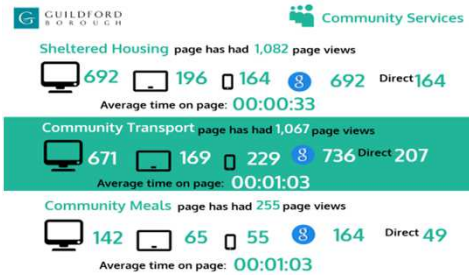 GUILDFORD
BOROUGH
Community Services
Sheltered Housing page has had 1,082 page views
692 196 164 8 692 Direct 164
Average time on page: 00:00:33
Community Transport page has had 1,067 page views
671 169 229 8 736 Direct 207
Average time on page: 00:01:03
Community Meals page has had 255 page views
142 65 55 8 164 Direct 49
Average time on page: 00:01:03